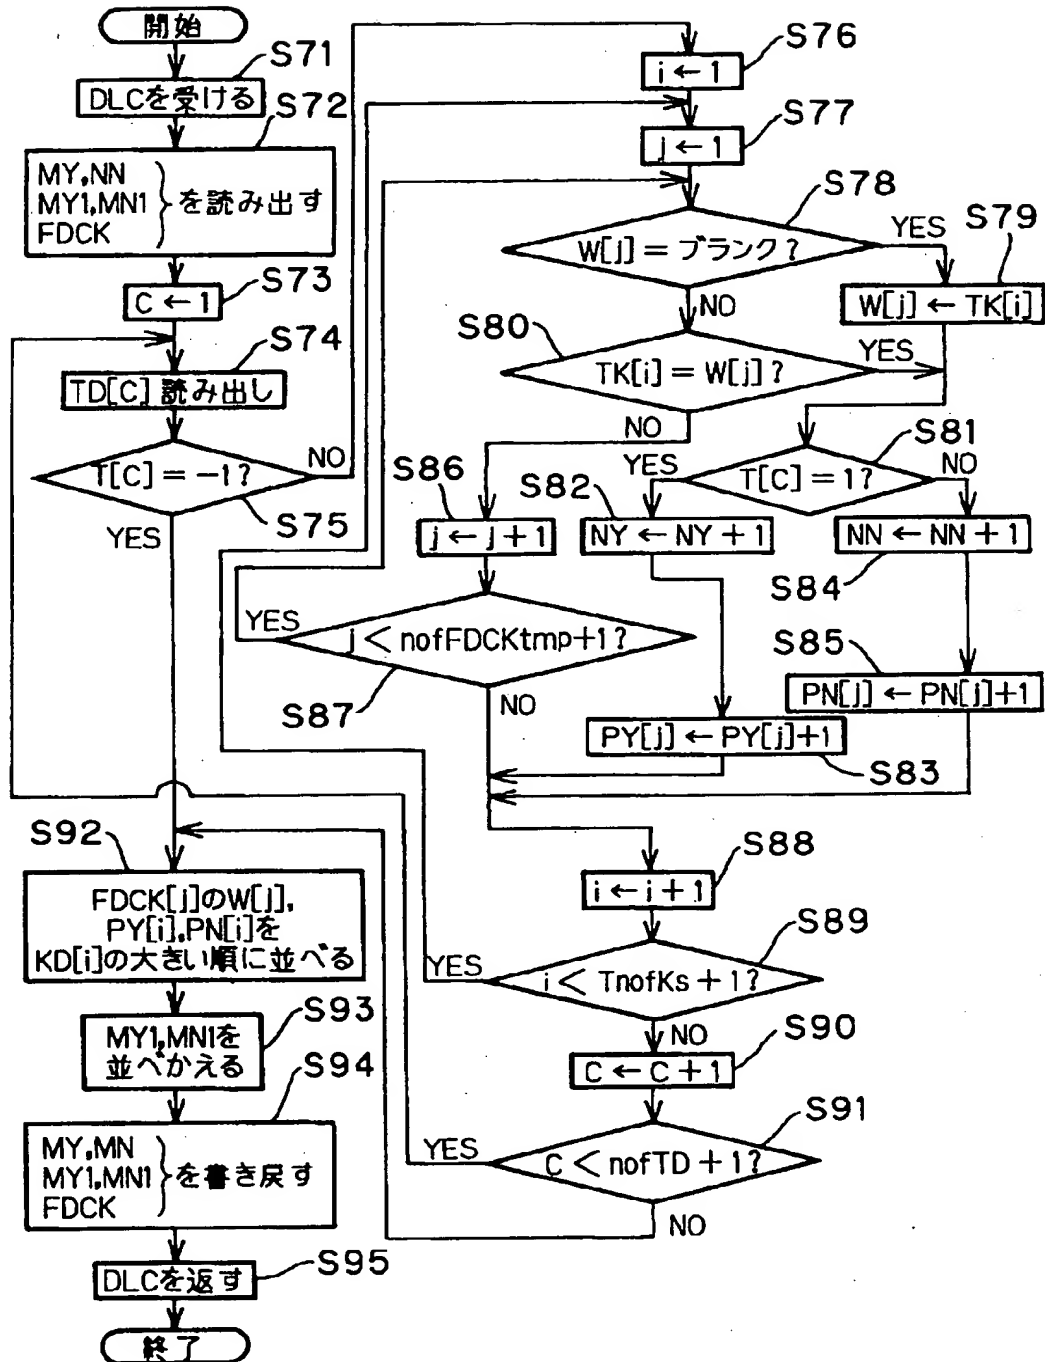 開始
S71
DLCを受ける
S72
MY,NN
MY1,MN1
FDCK
を読み出す
S73
C ← 1
S74
TD[C] 読み出し
T[C] = -1?
NO
S75
YES
S76
i ← 1
S77
j ← 1
S78
W[j] = ブランク?
YES
S79
W[j] ← TK[i]
NO
S80
TK[i] = W[j]?
YES
NO
S81
T[C] = 1?
YES
NO
S82
NY ← NY + 1
NN ← NN + 1
S84
S86
j ← j + 1
YES
j < nofFDCKtmp+1?
S87
NO
S85
PN[j] ← PN[j]+1
PY[j] ← PY[j]+1
S83
S88
i ← i + 1
S89
i < TnofKs + 1?
YES
NO
S90
C ← C + 1
S91
C < nofTD + 1?
YES
NO
S92
FDCK[j]のW[j],
PY[i],PN[i]を
KD[i]の大きい順に並べる
S93
MY1,MN1を
並べかえる
S94
MY,MN
MY1,MN1
FDCK
を書き戻す
S95
DLCを返す
終了